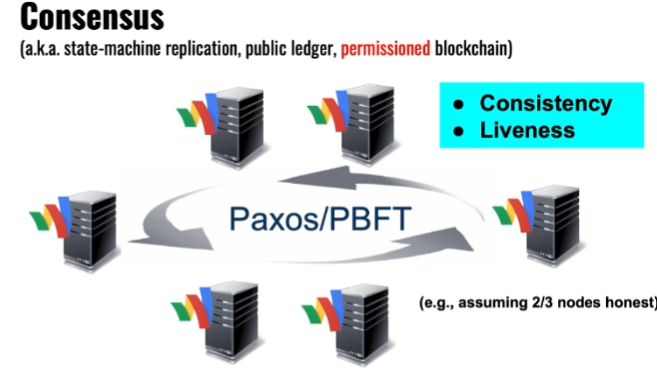 Consensus
(a.k.a. state-machine replication, public ledger, permissioned blockchain)
● Consistency
● Liveness
Paxos/PBFT
(e.g., assuming 2/3 nodes honest)